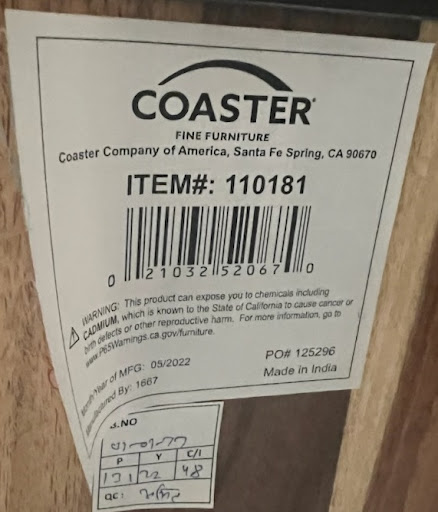 COASTER
FINE FURNITURE
Coaster Company of America, Santa Fe Spring, CA 90670
ITEM#: 110181
0 21032 52067 0
WARNING: This product can expose you to chemicals including
CADMIUM, which is known to the State of California to cause cancer or
birth defects or other reproductive harm. For more information, go to
www.P65Warnings.ca.gov/furniture.
Month/Year of MFG: 05/2022
PO# 125296
Manufactured By: 1667
Made in India
S.NO
P Y C/I
131 22 48
QC: